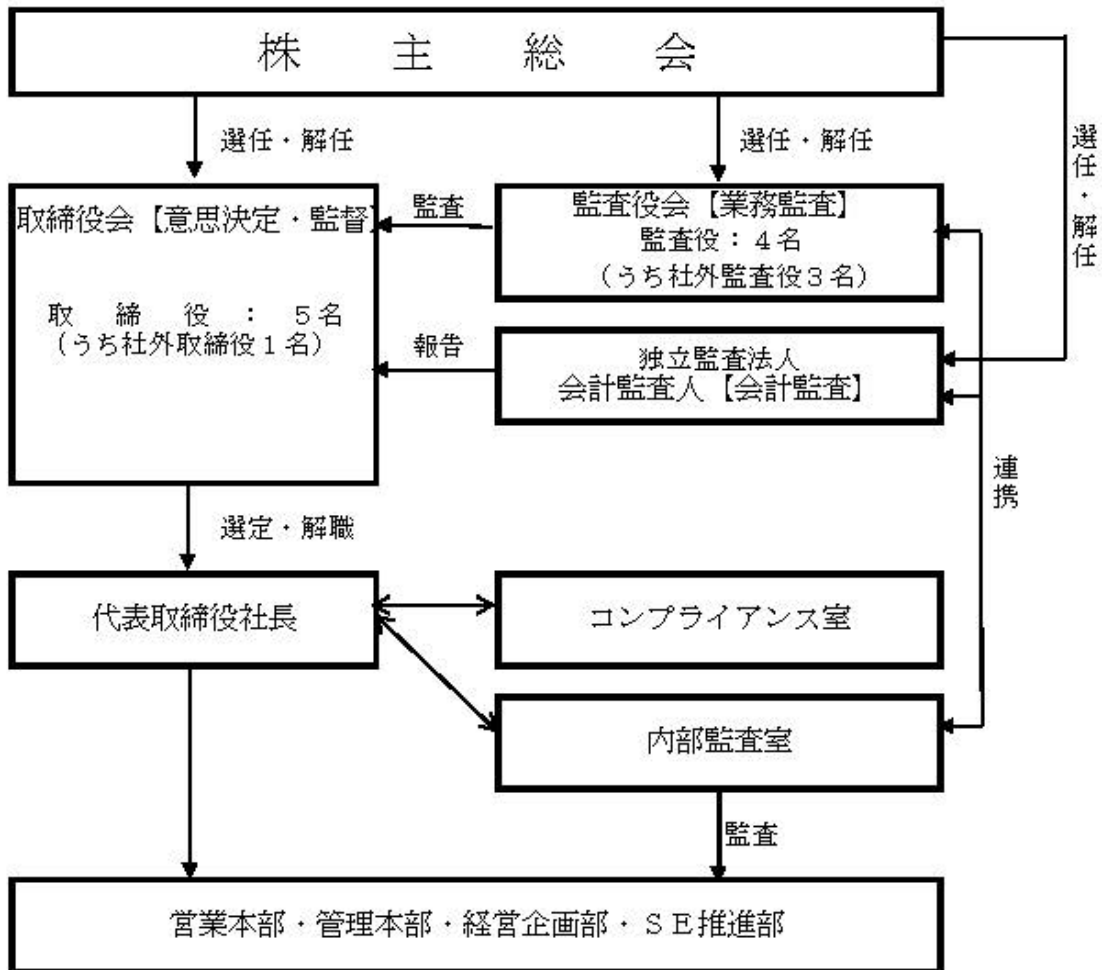 株主総会
選任・解任
選任・解任
選任・解任
取締役会【意思決定・監督】
取締役：5名
（うち社外取締役1名）
監査
監査役会【業務監査】
監査役：4名
（うち社外監査役3名）
報告
独立監査法人
会計監査人【会計監査】
連携
選定・解職
代表取締役社長
コンプライアンス室
内部監査室
監査
営業本部・管理本部・経営企画部・ＳＥ推進部